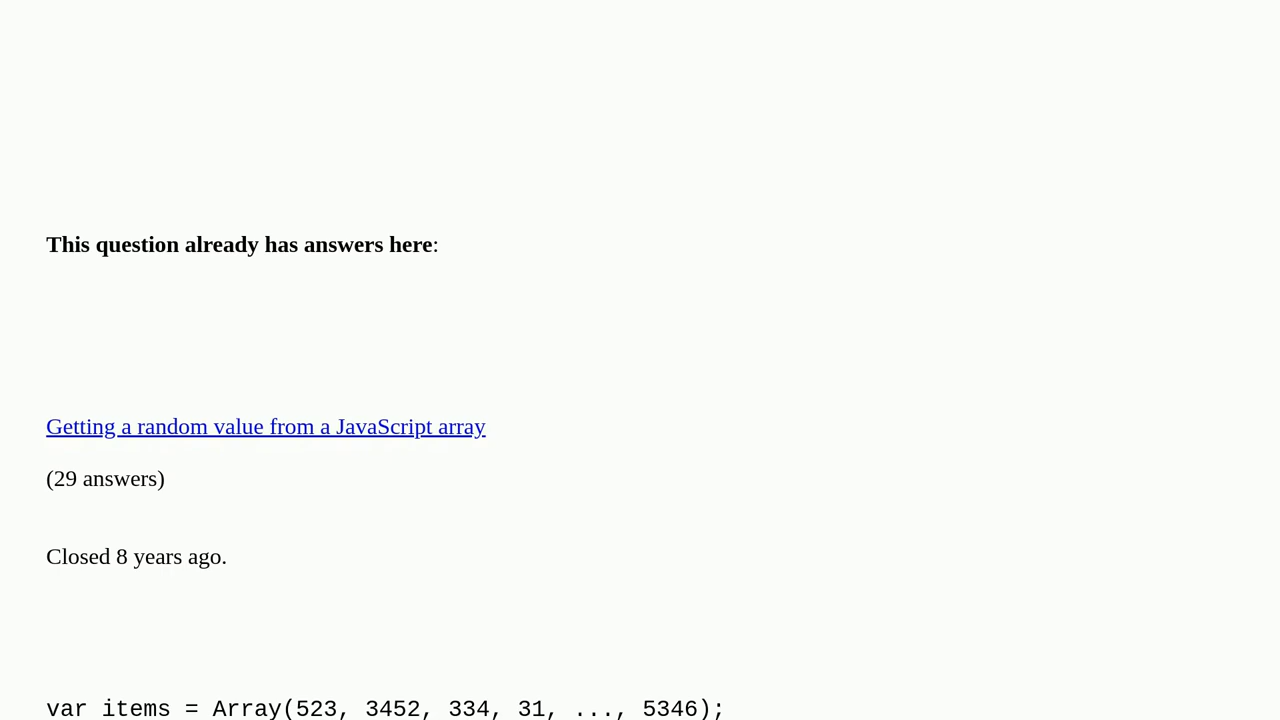 This question already has answers here:
Getting a random value from a JavaScript array
(29 answers)
Closed 8 years ago.
var items = Array(523, 3452, 334, 31, ..., 5346);